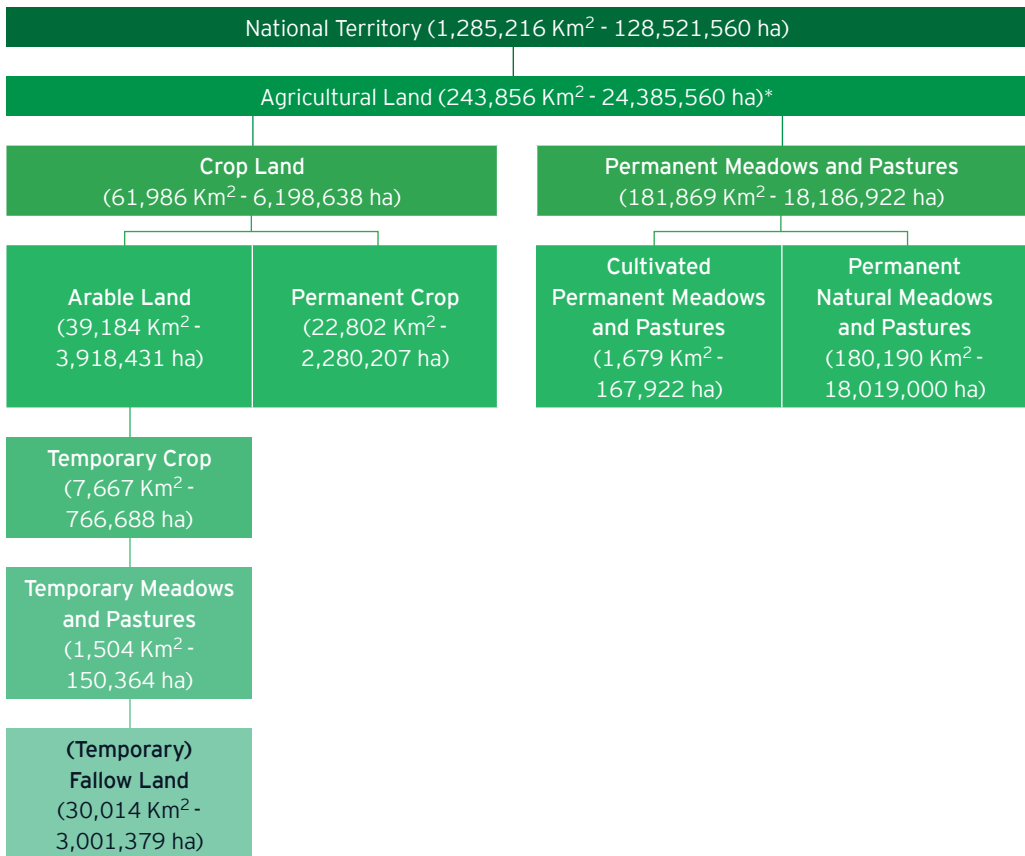 National Territory (1,285,216 Km² - 128,521,560 ha)
Agricultural Land (243,856 Km² - 24,385,560 ha)*
Crop Land
(61,986 Km² - 6,198,638 ha)
Permanent Meadows and Pastures
(181,869 Km² - 18,186,922 ha)
Arable Land
(39,184 Km² -
3,918,431 ha)
Permanent Crop
(22,802 Km² -
2,280,207 ha)
Cultivated
Permanent Meadows
and Pastures
(1,679 Km² -
167,922 ha)
Permanent
Natural Meadows
and Pastures
(180,190 Km² -
18,019,000 ha)
Temporary Crop
(7,667 Km² -
766,688 ha)
Temporary Meadows
and Pastures
(1,504 Km² -
150,364 ha)
(Temporary)
Fallow Land
(30,014 Km² -
3,001,379 ha)